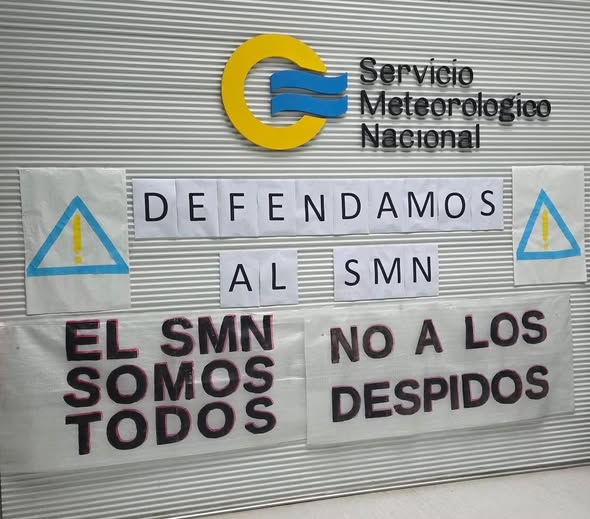 Servicio
Meteorologico
Nacional
DEFENDAMOS
AL SMN
EL SMN
SOMOS
TODOS
NO A LOS
DESPIDOS